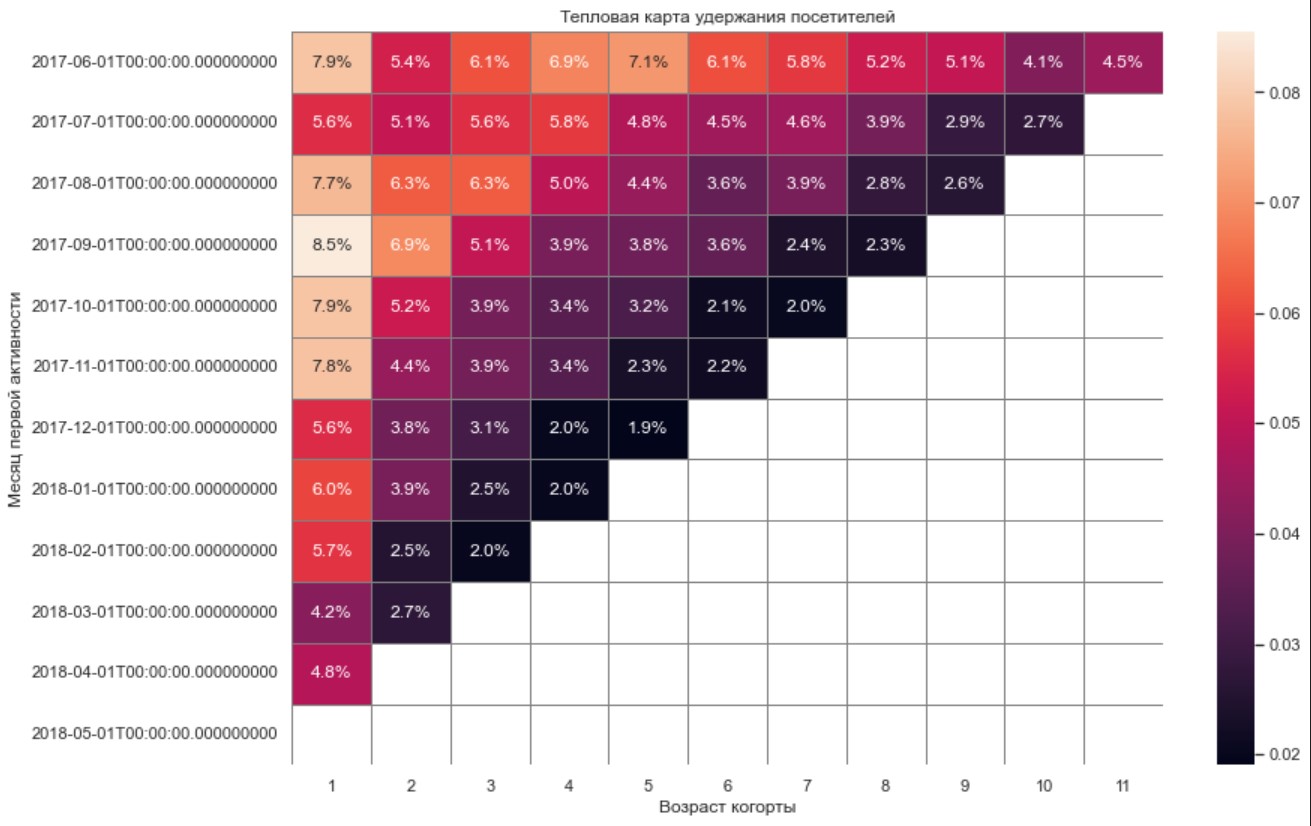 Тепловая карта удержания посетителей
Месяц первой активности
2017-06-01T00:00:00.000000000 7.9% 5.4% 6.1% 6.9% 7.1% 6.1% 5.8% 5.2% 5.1% 4.1% 4.5%
2017-07-01T00:00:00.000000000 5.6% 5.1% 5.6% 5.8% 4.8% 4.5% 4.6% 3.9% 2.9% 2.7%
2017-08-01T00:00:00.000000000 7.7% 6.3% 6.3% 5.0% 4.4% 3.6% 3.9% 2.8% 2.6%
2017-09-01T00:00:00.000000000 8.5% 6.9% 5.1% 3.9% 3.8% 3.6% 2.4% 2.3%
2017-10-01T00:00:00.000000000 7.9% 5.2% 3.9% 3.4% 3.2% 2.1% 2.0%
2017-11-01T00:00:00.000000000 7.8% 4.4% 3.9% 3.4% 2.3% 2.2%
2017-12-01T00:00:00.000000000 5.6% 3.8% 3.1% 2.0% 1.9%
2018-01-01T00:00:00.000000000 6.0% 3.9% 2.5% 2.0%
2018-02-01T00:00:00.000000000 5.7% 2.5% 2.0%
2018-03-01T00:00:00.000000000 4.2% 2.7%
2018-04-01T00:00:00.000000000 4.8%
2018-05-01T00:00:00.000000000
1 2 3 4 5 6 7 8 9 10 11
Возраст когорты
0.08
0.07
0.06
0.05
0.04
0.03
0.02